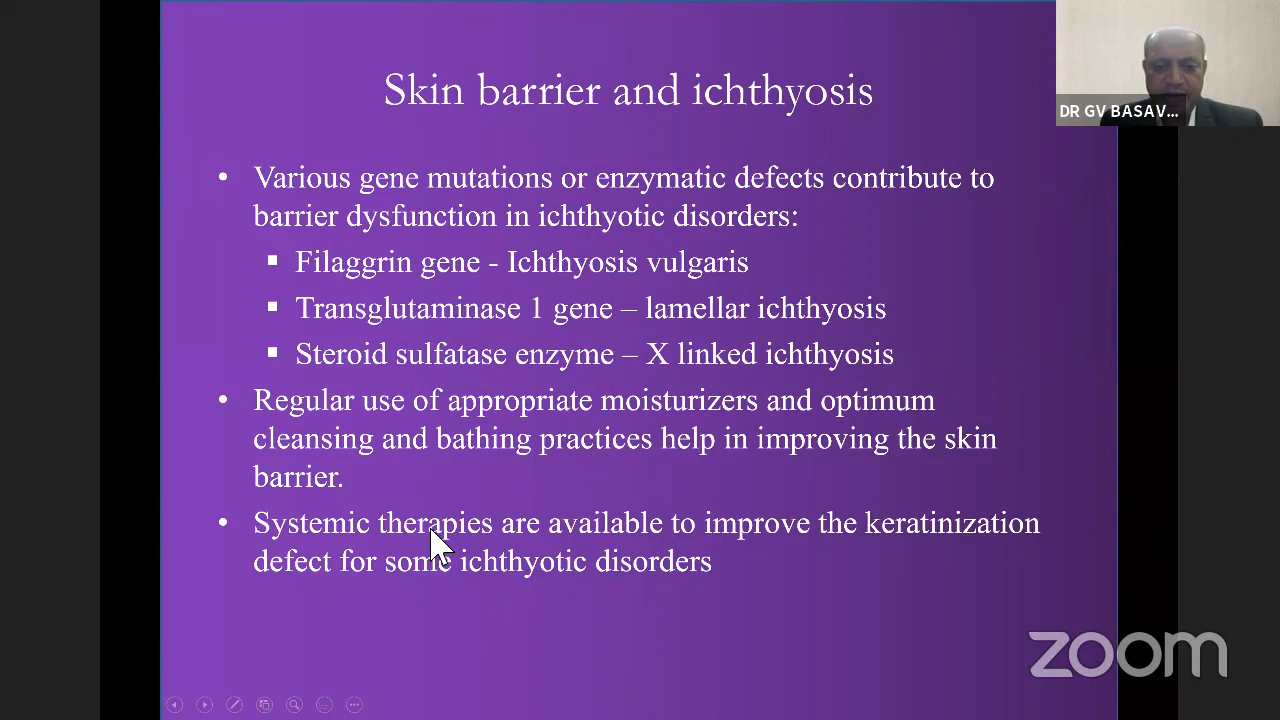 Skin barrier and ichthyosis
DR GV BASAV...
• Various gene mutations or enzymatic defects contribute to
barrier dysfunction in ichthyotic disorders:
▪ Filaggrin gene - Ichthyosis vulgaris
▪ Transglutaminase 1 gene – lamellar ichthyosis
▪ Steroid sulfatase enzyme – X linked ichthyosis
• Regular use of appropriate moisturizers and optimum
cleansing and bathing practices help in improving the skin
barrier.
• Systemic therapies are available to improve the keratinization
defect for some ichthyotic disorders
zoom